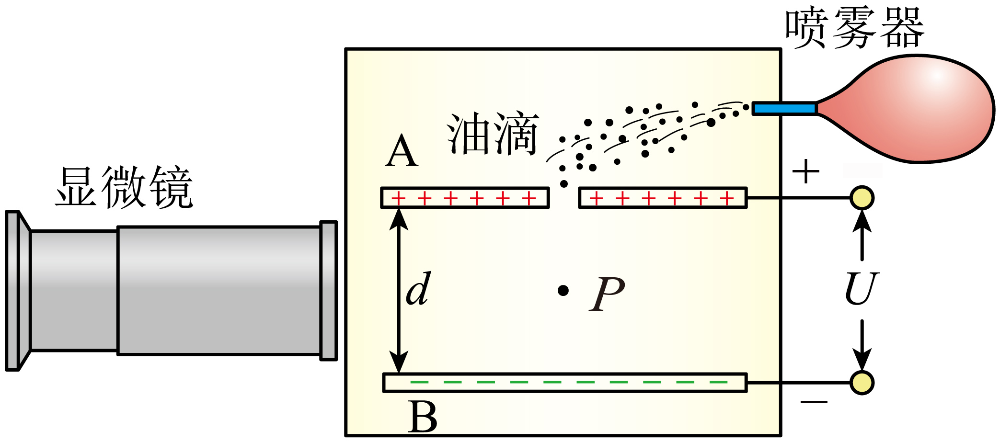 喷雾器
油滴
A
显微镜
+
+ + + + + + + + + + + +
d
P
U
− − − − − − − − − −
−
B